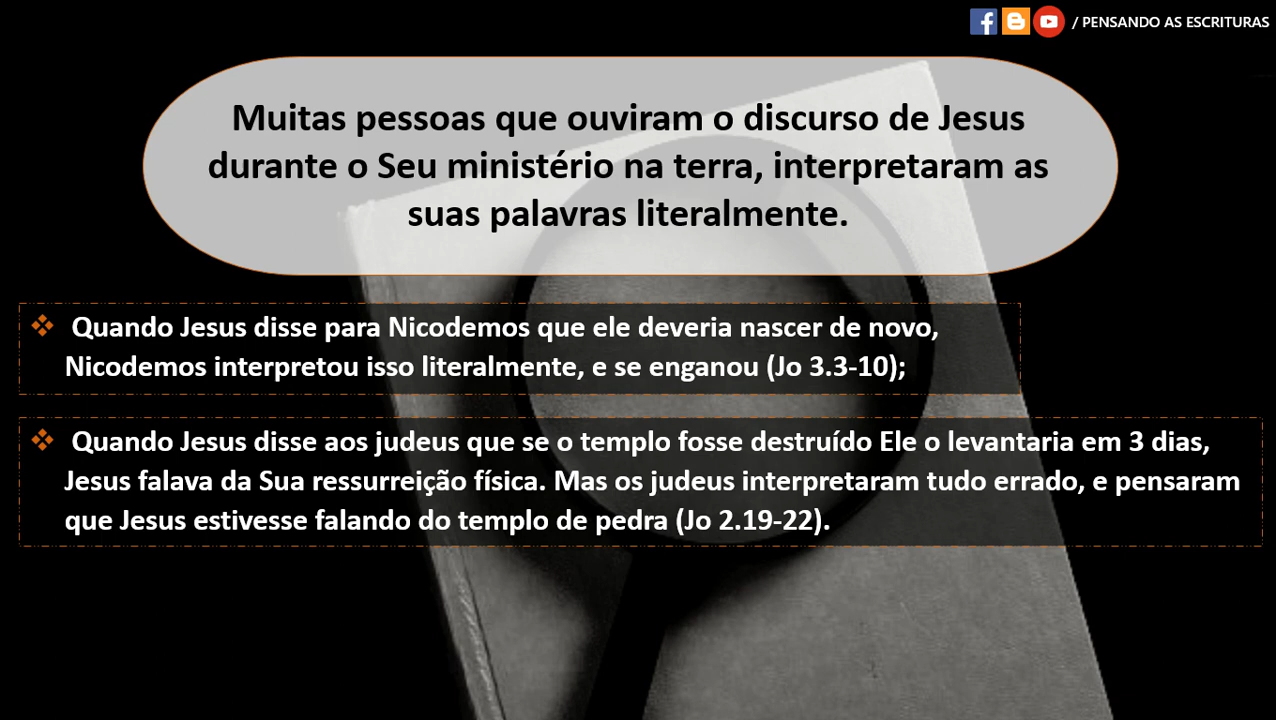 / PENSANDO AS ESCRITURAS
Muitas pessoas que ouviram o discurso de Jesus
durante o Seu ministério na terra, interpretaram as
suas palavras literalmente.
Quando Jesus disse para Nicodemos que ele deveria nascer de novo,
Nicodemos interpretou isso literalmente, e se enganou (Jo 3.3-10);
Quando Jesus disse aos judeus que se o templo fosse destruído Ele o levantaria em 3 dias,
Jesus falava da Sua ressurreição física. Mas os judeus interpretaram tudo errado, e pensaram
que Jesus estivesse falando do templo de pedra (Jo 2.19-22).